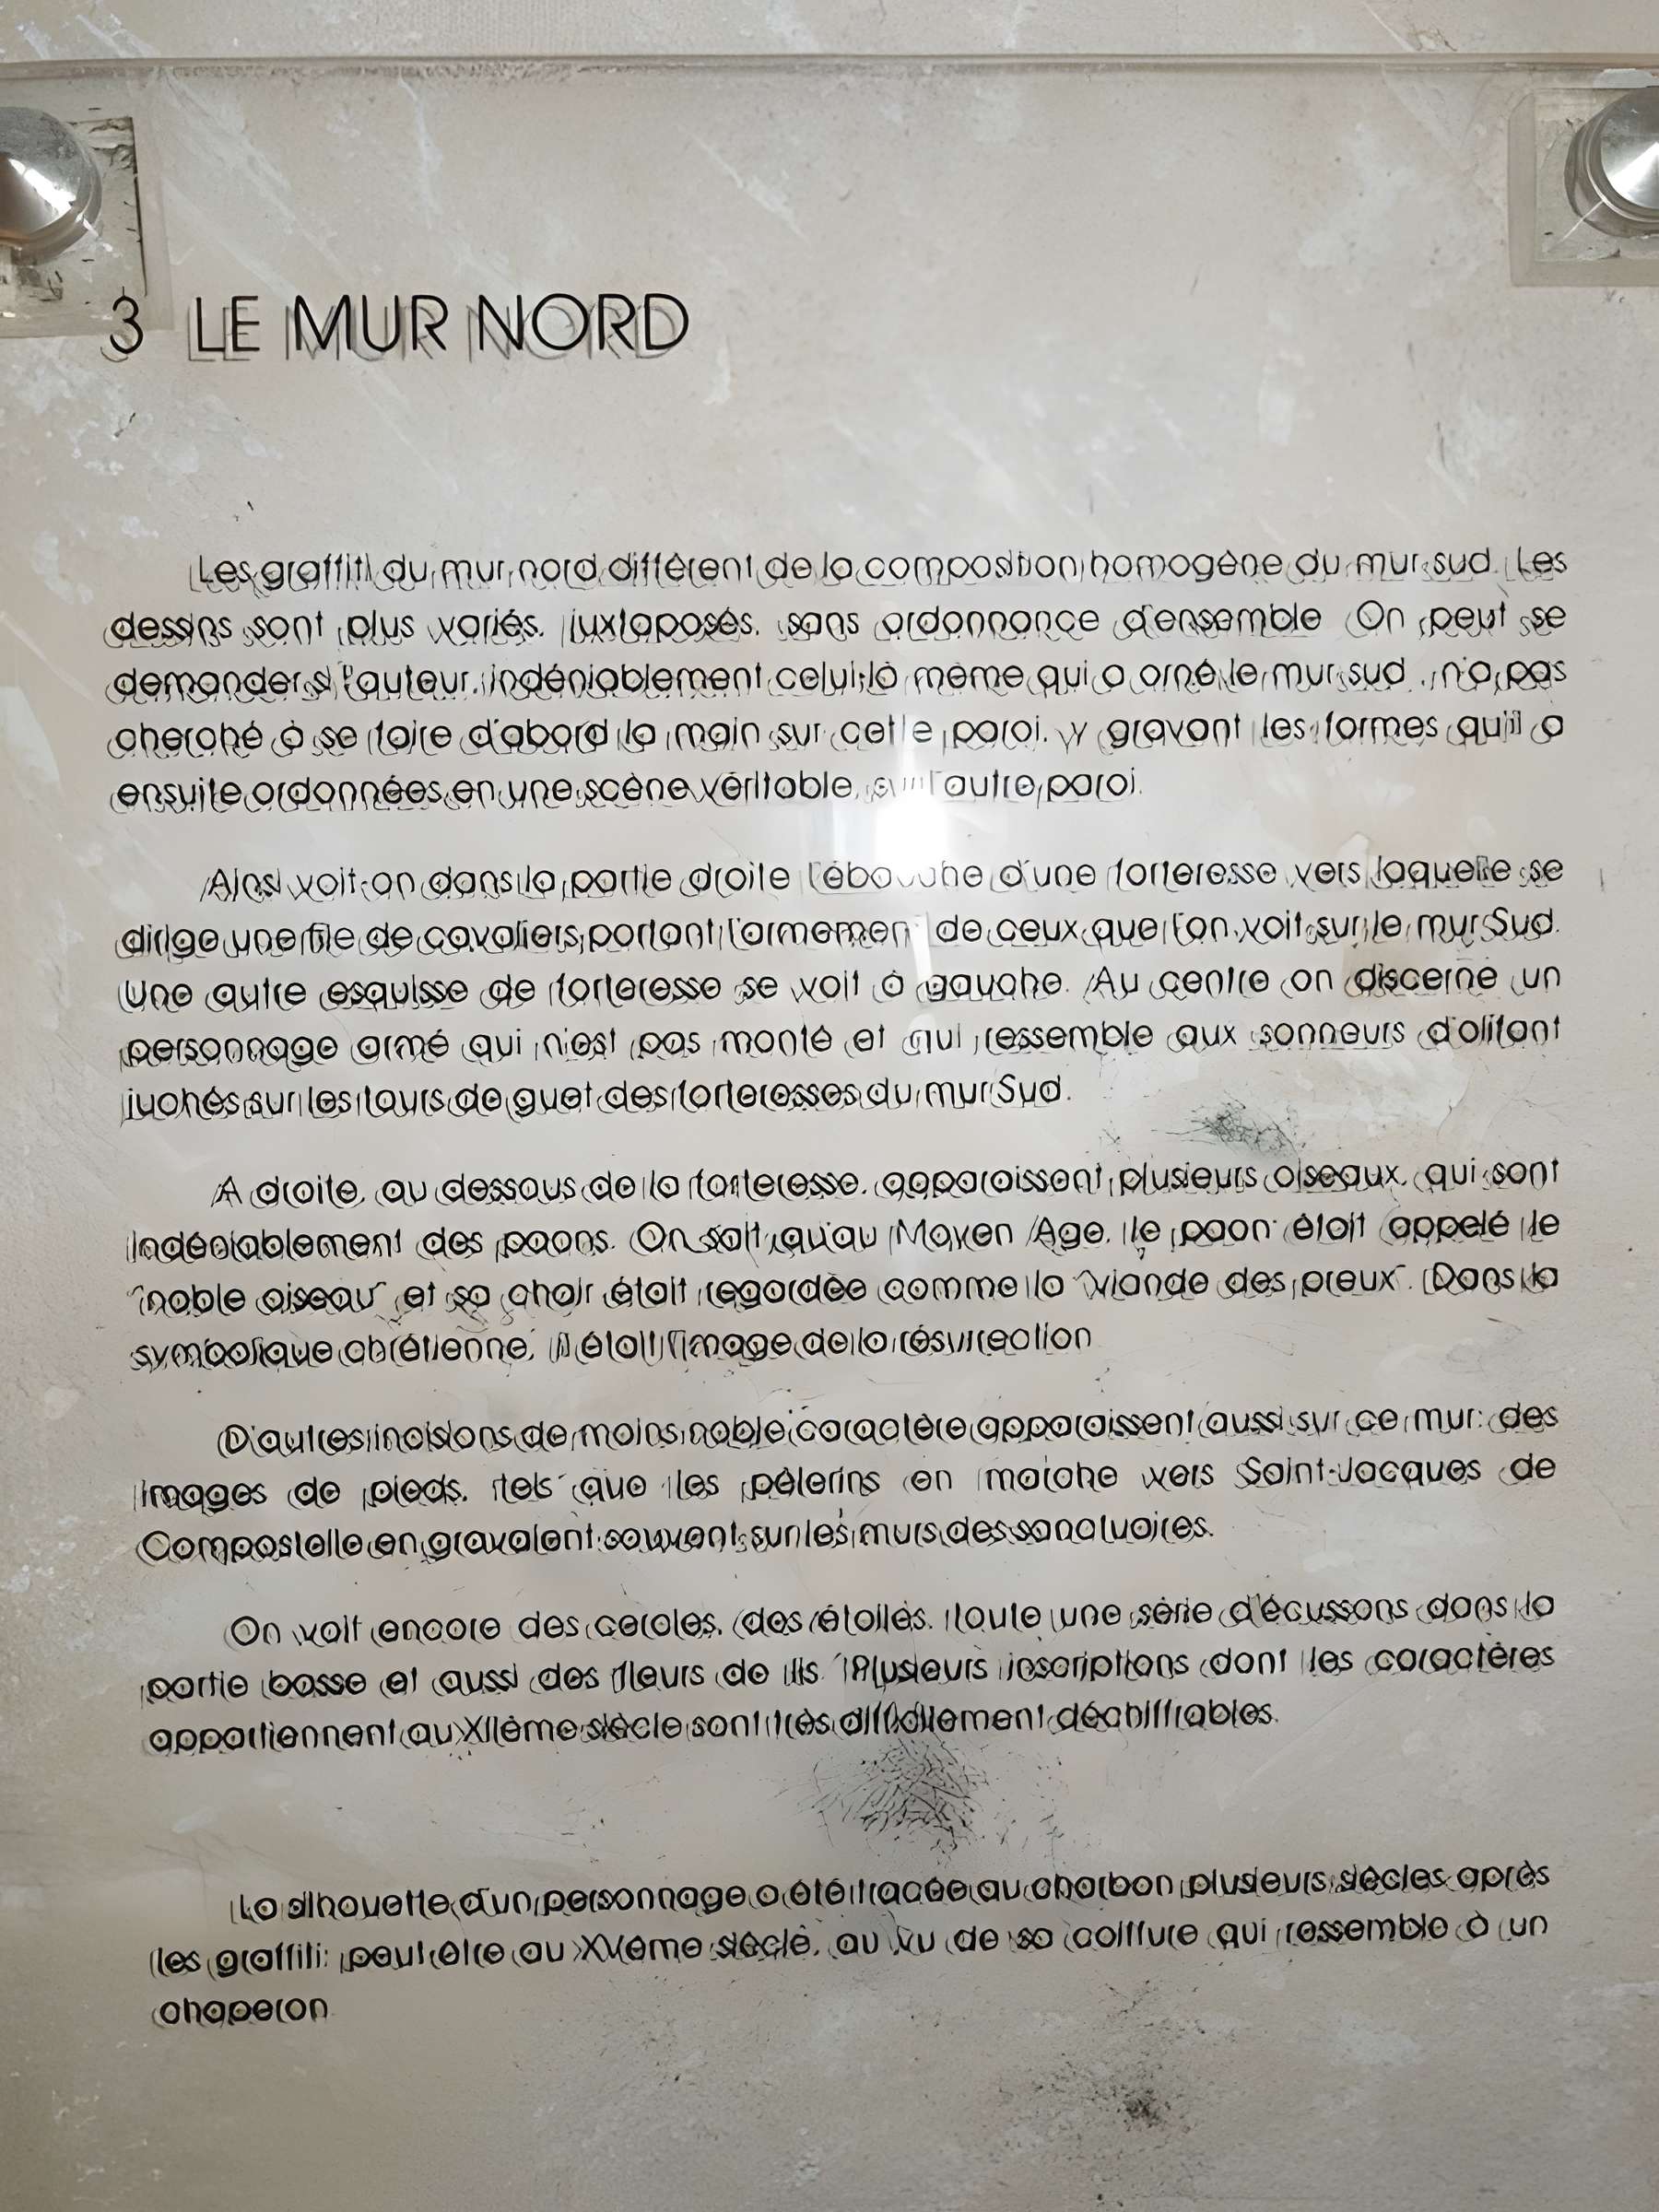 3 LE MUR NORD
Les graffiti du mur nord diffèrent de la composition homogène du mur sud. Les
dessins sont plus variés, juxtaposés, sans ordonnance d'ensemble. On peut se
demander si l'auteur, indéniablement celui-là même qui a orné le mur sud, n'a pas
cherché à se faire d'abord la main sur cette paroi, y gravant les formes qu'il a
ensuite ordonnées en une scène véritable, sur l'autre paroi.
Ainsi voit-on dans la partie droite l'ébauche d'une forteresse vers laquelle se
dirige une file de cavaliers portant l'armement de ceux que l'on voit sur le mur Sud.
Une autre esquisse de forteresse se voit à gauche. Au centre on discerne un
personnage armé qui n'est pas monté et qui ressemble aux sonneurs d'olifant
juchés sur les tours de guet des forteresses du mur Sud.
A droite, au dessous de la forteresse, apparaissent plusieurs oiseaux, qui sont
indéniablement des paons. On sait qu'au Moyen Age, le paon était appelé le
"noble oiseau" et sa chair était regardée comme la "viande des preux". Dans la
symbolique chrétienne, il était l'image de la résurrection
D'autres incisions de moins noble caractère apparaissent aussi sur ce mur: des
images de pieds, tels que les pèlerins en marche vers Saint-Jacques de
Compostelle en gravaient souvent sur les murs des sanctuaires.
On voit encore des cercles, des étoiles, toute une série d'écussons dans la
partie basse et aussi des fleurs de lis. Plusieurs inscriptions dont les caractères
appartiennent au XIIème siècle sont très difficilement déchiffrables.
La silhouette d'un personnage a été tracée au charbon plusieurs siècles après
les graffiti: peut être au XVème siècle, au vu de sa coiffure qui ressemble à un
chaperon